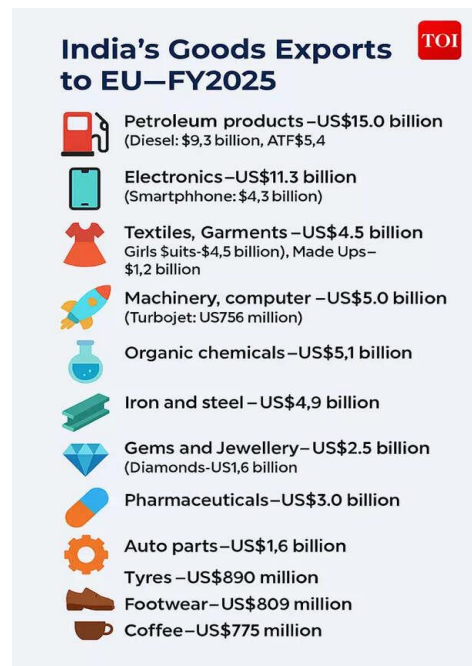 TOI
India's Goods Exports
to EU—FY2025
Petroleum products–US$15.0 billion
(Diesel: $9,3 billion, ATF$5,4
Electronics–US$11.3 billion
(Smartphhone: $4,3 billion)
Textiles, Garments–US$4.5 billion
Girls $uits-$4,5 billion), Made Ups–
$1,2 billion
Machinery, computer–US$5.0 billion
(Turbojet: US756 million)
Organic chemicals–US$5,1 billion
Iron and steel–US$4,9 billion
Gems and Jewellery–US$2.5 billion
(Diamonds-US1,6 billion
Pharmaceuticals–US$3.0 billion
Auto parts–US$1,6 billion
Tyres–US$890 million
Footwear–US$809 million
Coffee–US$775 million